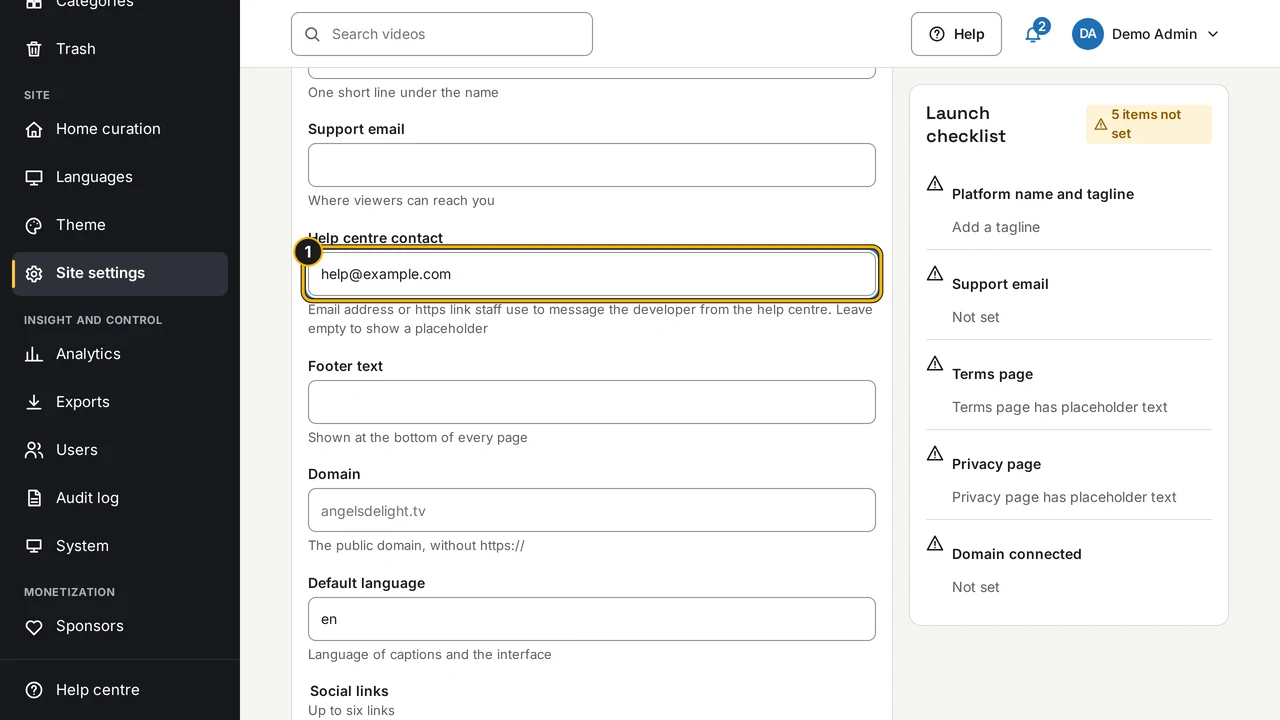 Categories
Trash
SITE
Home curation
Languages
Theme
Site settings
INSIGHT AND CONTROL
Analytics
Exports
Users
Audit log
System
MONETIZATION
Sponsors
Help centre
Search videos
Help
2
DA
Demo Admin
One short line under the name
Support email
Where viewers can reach you
Help centre contact
1
help@example.com
Email address or https link staff use to message the developer from the help centre. Leave
empty to show a placeholder
Footer text
Shown at the bottom of every page
Domain
angelsdelight.tv
The public domain, without https://
Default language
en
Language of captions and the interface
Social links
Up to six links
Launch
checklist
5 items not
set
Platform name and tagline
Add a tagline
Support email
Not set
Terms page
Terms page has placeholder text
Privacy page
Privacy page has placeholder text
Domain connected
Not set